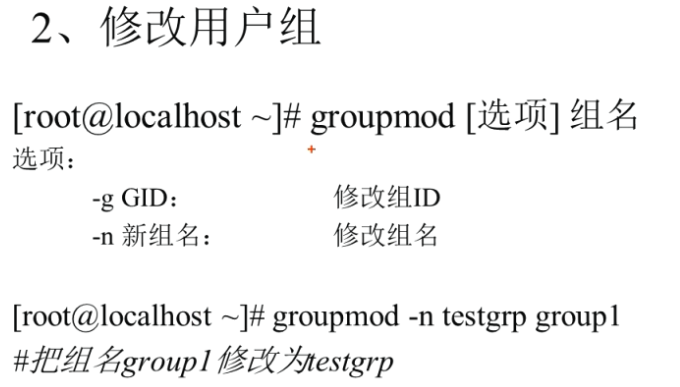 2、修改用户组
[root@localhost ~]# groupmod [选项] 组名
选项：
-g GID： 修改组ID
-n 新组名： 修改组名
[root@localhost ~]# groupmod -n testgrp group1
#把组名group1修改为testgrp